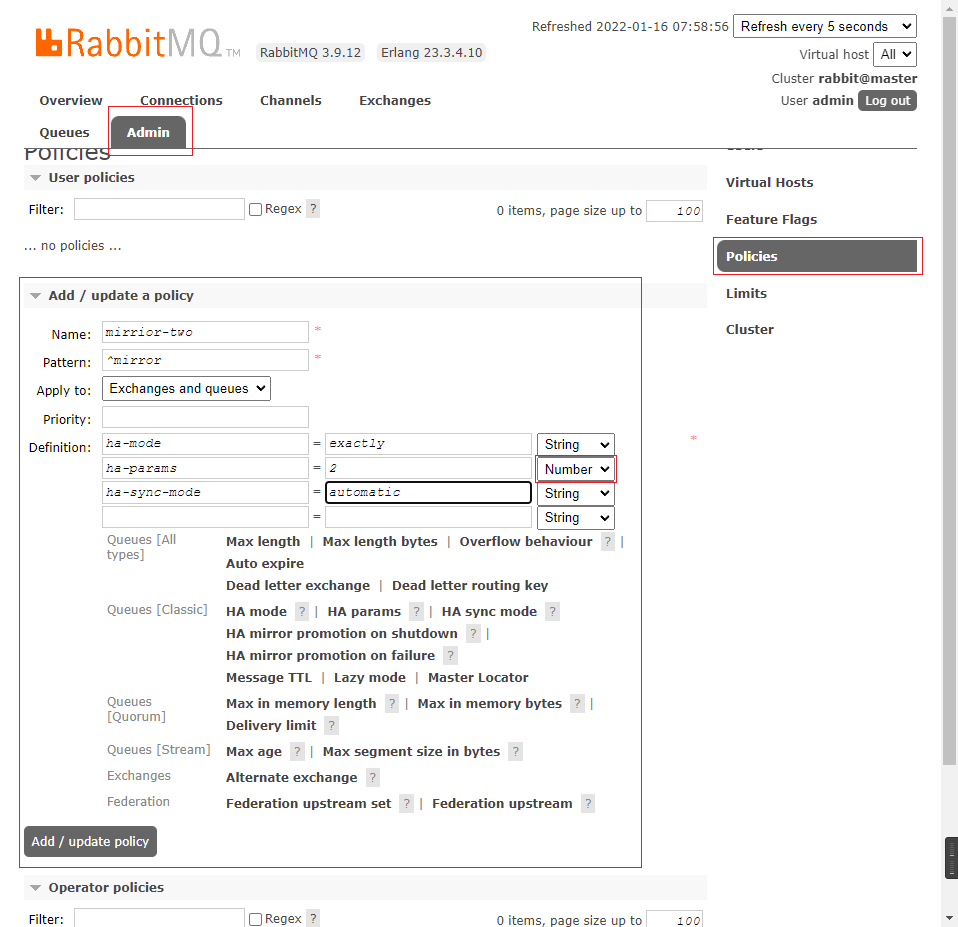 Refreshed 2022-01-16 07:58:56 Refresh every 5 seconds
RabbitMQ TM RabbitMQ 3.9.12 Erlang 23.3.4.10
Virtual host All
Cluster rabbit@master
User admin Log out
Overview Connections Channels Exchanges
Queues Admin
Policies
Users
User policies
Virtual Hosts
Filter: Regex ? 0 items, page size up to 100
Feature Flags
... no policies ...
Policies
Add / update a policy
Limits
Cluster
Name: mirrior-two *
Pattern: ^mirror *
Apply to: Exchanges and queues
Priority:
Definition: ha-mode = exactly String *
ha-params = 2 Number
ha-sync-mode = automatic String
= String
Queues [All types] Max length | Max length bytes | Overflow behaviour ? |
Auto expire
Dead letter exchange | Dead letter routing key
Queues [Classic] HA mode ? | HA params ? | HA sync mode ?
HA mirror promotion on shutdown ? |
HA mirror promotion on failure ?
Message TTL | Lazy mode | Master Locator
Queues [Quorum] Max in memory length ? | Max in memory bytes ? |
Delivery limit ?
Queues [Stream] Max age ? | Max segment size in bytes ?
Exchanges Alternate exchange ?
Federation Federation upstream set ? | Federation upstream ?
Add / update policy
Operator policies
Filter: Regex ? 0 items, page size up to 100